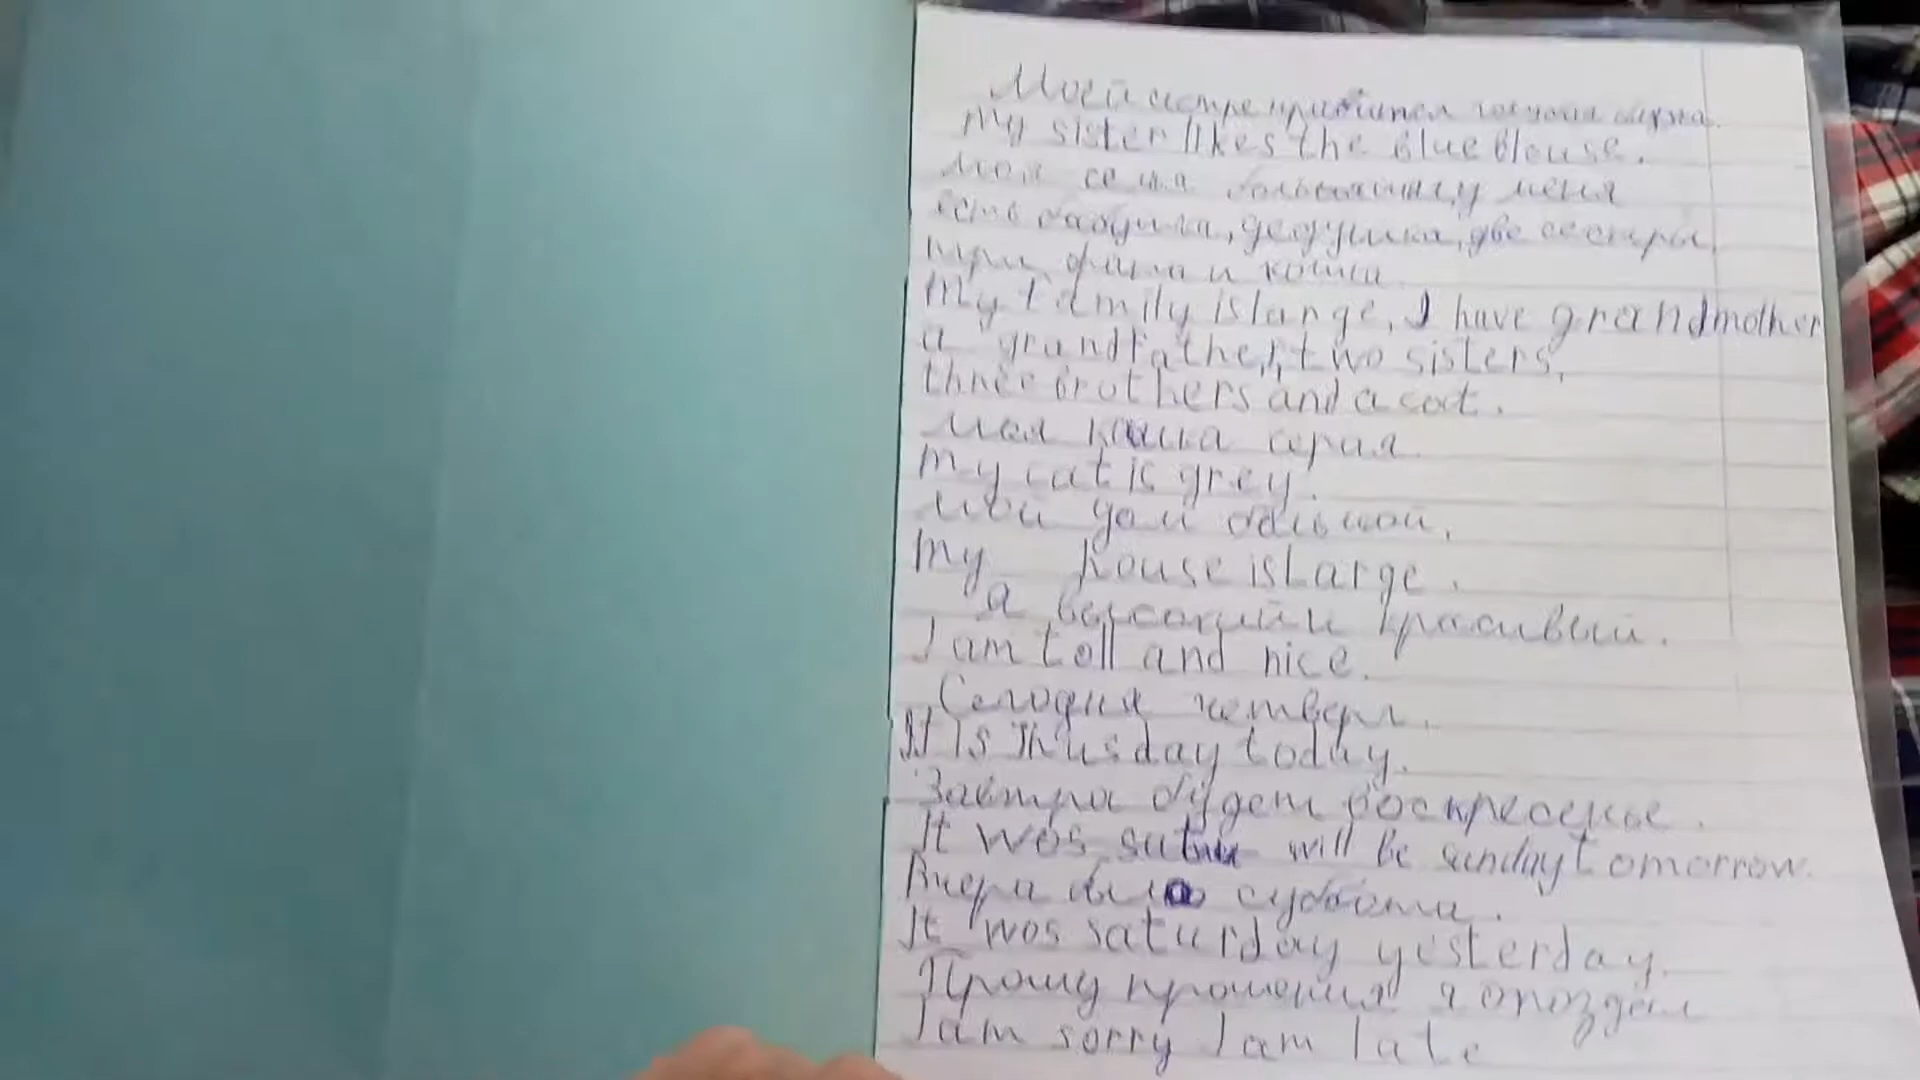 Моей сестре нравится голубая блузка.
My sister likes the blue blouse.
Моя семья большая, у меня
есть бабушка, дедушка, две сестры,
три брата и кошка
My family is large, I have grandmother
a grandfather, two sisters,
three brothers and a cat.
Моя кошка серая
My cat is grey.
Мой дом большой.
My house is Large.
Я высокий и красивый.
I am toll and nice.
Сегодня четверг.
It is Thusday today.
Завтра будет воскресенье.
It wos will be sunday tomorrow.
Вчера была суббота.
It wos saturday yesterday.
Прошу прощения я опоздал
I am sorry I am late